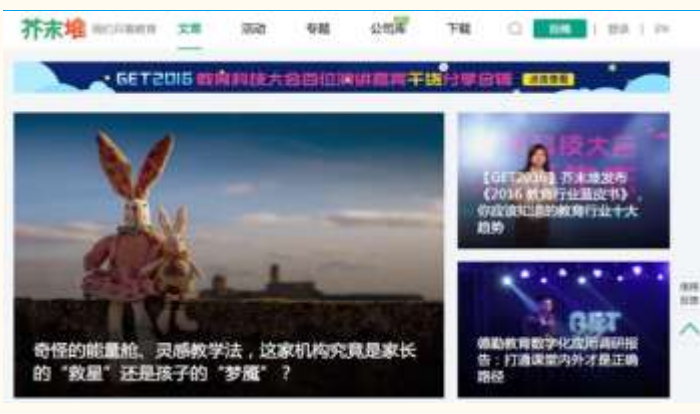 芥末堆 文章 活动 专题 公司库 下载
GET2016 教育科技大会百位演讲嘉宾干货分享合辑
【GET2016】芥末堆发布
《2016 教育行业蓝皮书》,
你应该知道的教育行业十大
趋势
奇怪的能量舱、灵感教学法,这家机构究竟是家长
的“救星”还是孩子的“梦魇”?
GET
德勤教育数字化应用调研报
告:打通课堂内外才是正确
路径